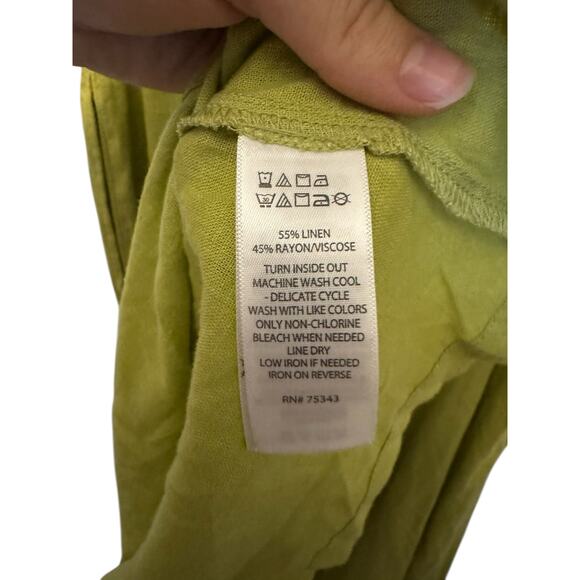 30
55% LINEN
45% RAYON/VISCOSE
TURN INSIDE OUT
MACHINE WASH COOL
- DELICATE CYCLE
WASH WITH LIKE COLORS
ONLY NON-CHLORINE
BLEACH WHEN NEEDED
LINE DRY
LOW IRON IF NEEDED
IRON ON REVERSE
RN# 75343